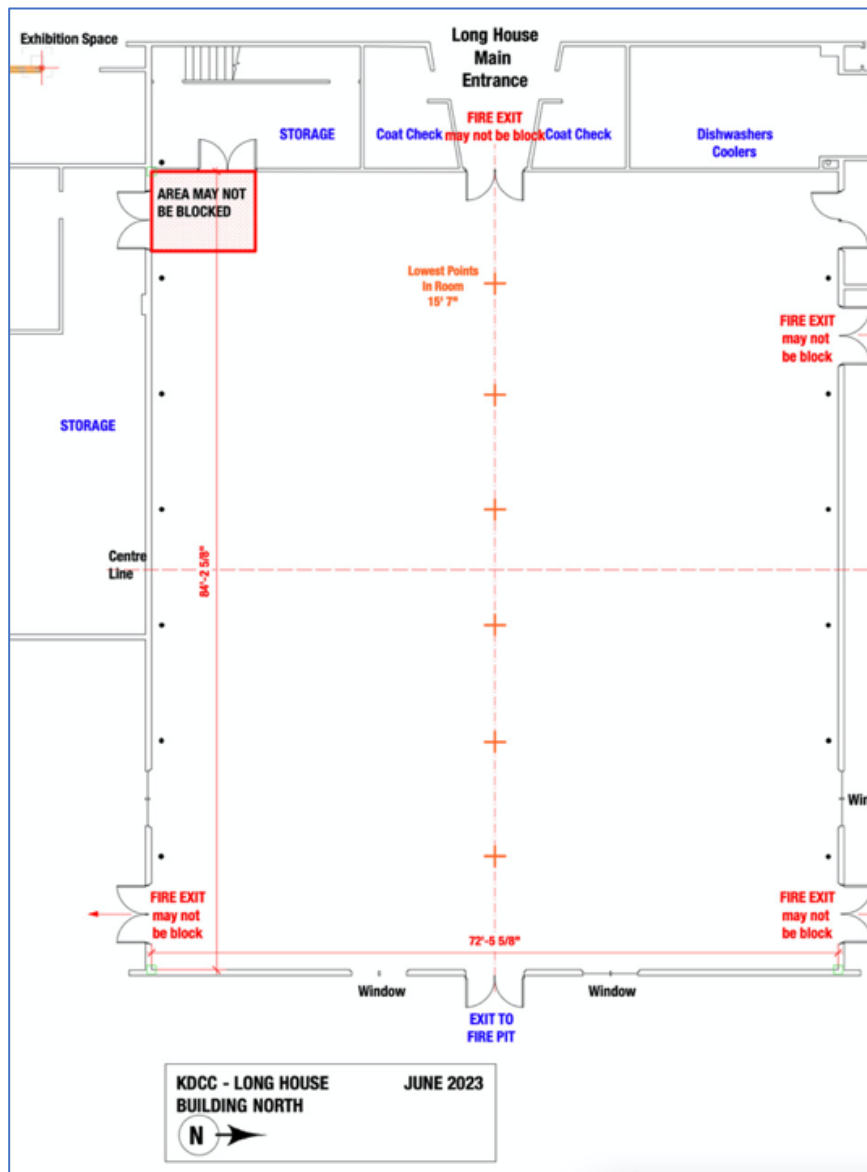 Exhibition Space
Long House
Main
Entrance
FIRE EXIT
may not be block
STORAGE
Coat Check
Coat Check
Dishwashers
Coolers
AREA MAY NOT
BE BLOCKED
Lowest Points
In Room
15' 7"
FIRE EXIT
may not
be block
STORAGE
Centre
Line
84'-2 5/8"
Win
FIRE EXIT
may not
be block
FIRE EXIT
may not
be block
72'-5 5/8"
Window
Window
EXIT TO
FIRE PIT
KDCC - LONG HOUSE
JUNE 2023
BUILDING NORTH
N